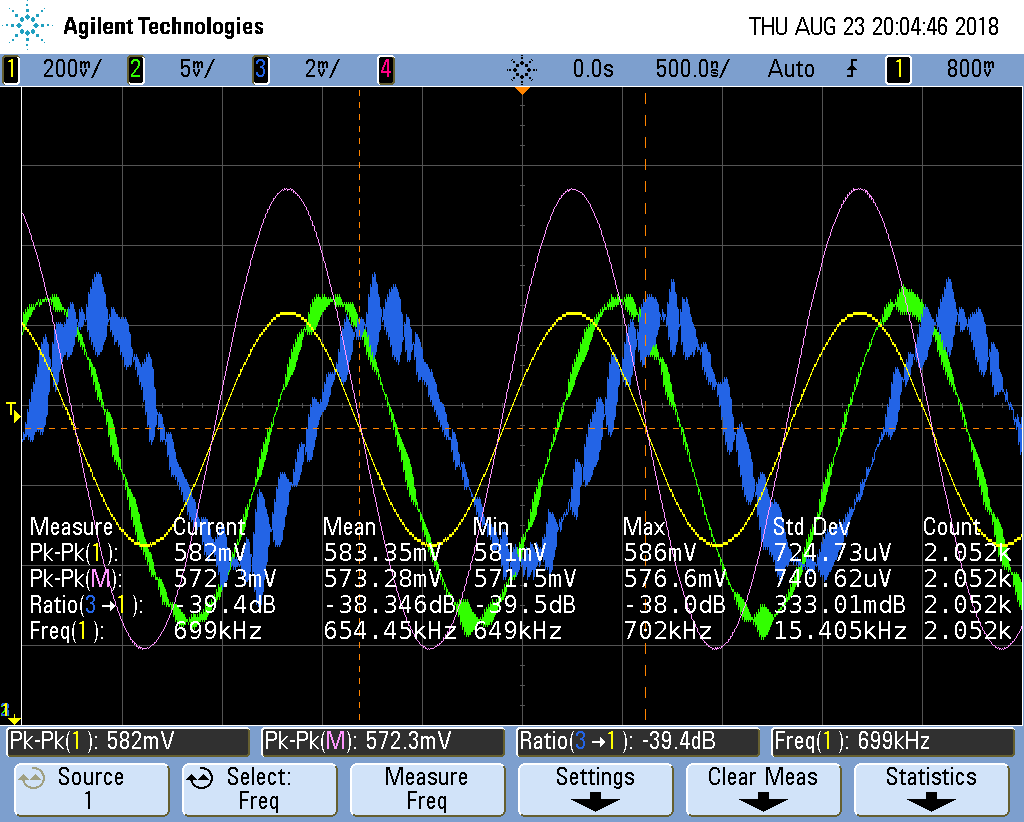 Agilent Technologies THU AUG 23 20:04:46 2018
1 200mV/ 2 5mV/ 3 2mV/ 4 0.0s 500.0ns/ Auto 1 800mV
T
Measure Current Mean Min Max Std Dev Count
Pk-Pk(1): 582mV 583.35mV 581mV 586mV 724.73uV 2.052k
Pk-Pk(M): 572.3mV 573.28mV 571.5mV 576.6mV 740.62uV 2.052k
Ratio(3→1): -39.4dB -38.346dB -39.5dB -38.0dB 333.01mdB 2.052k
Freq(1): 699kHz 654.45kHz 649kHz 702kHz 15.405kHz 2.052k
Pk-Pk(1): 582mV Pk-Pk(M): 572.3mV Ratio(3→1): -39.4dB Freq(1): 699kHz
Source Select: Measure Settings Clear Meas Statistics
1 Freq Freq